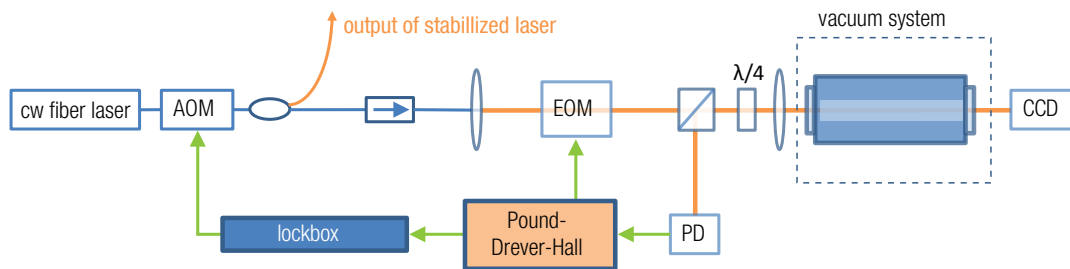 output of stabillized laser
vacuum system
λ/4
cw fiber laser
AOM
EOM
CCD
lockbox
Pound-
Drever-Hall
PD